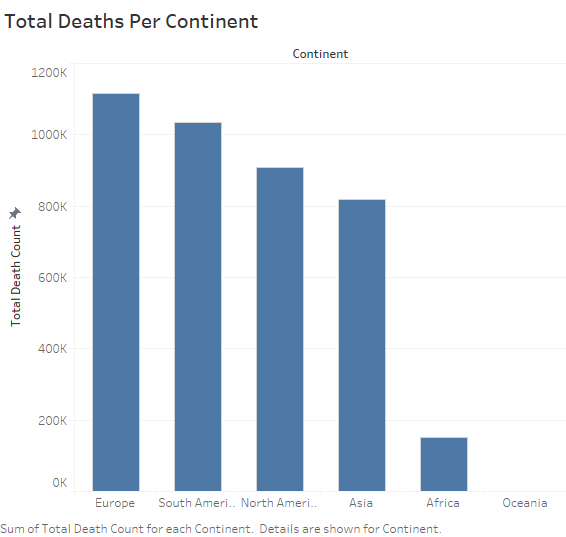 Total Deaths Per Continent
Continent
1200K
1000K
800K
600K
400K
200K
0K
Total Death Count
Europe South Ameri.. North Ameri.. Asia Africa Oceania
Sum of Total Death Count for each Continent.  Details are shown for Continent.